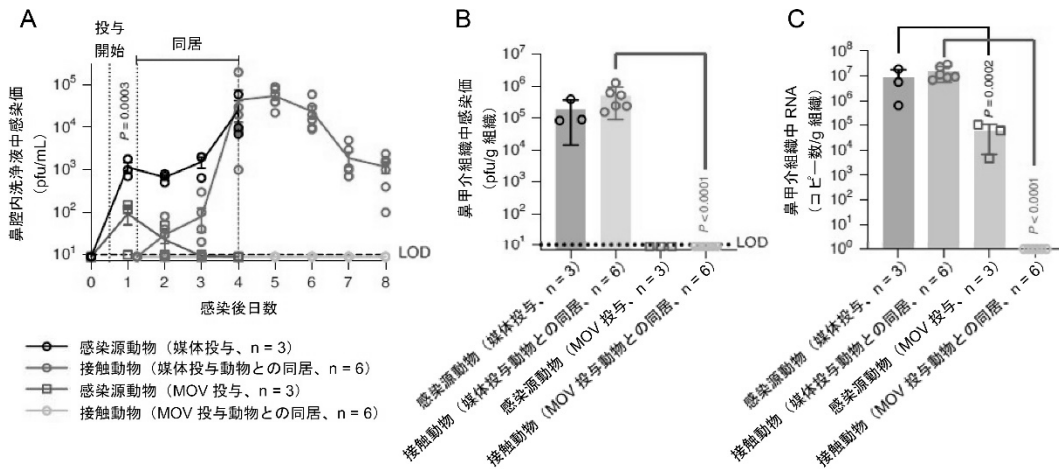 A
投与
開始
同居
P = 0.0003
鼻腔内洗浄液中感染価
(pfu/mL)
10⁵
10⁴
10³
10²
10¹
LOD
0 1 2 3 4 5 6 7 8
感染後日数
感染源動物（媒体投与、n = 3）
接触動物（媒体投与動物との同居、n = 6）
感染源動物（MOV 投与、n = 3）
接触動物（MOV 投与動物との同居、n = 6）
B
鼻甲介組織中感染価
(pfu/g 組織)
10⁷
10⁶
10⁵
10⁴
10³
10²
10¹
P < 0.0001
LOD
感染源動物（媒体投与、n = 3）
接触動物（媒体投与動物との同居、n = 6）
感染源動物（MOV 投与、n = 3）
接触動物（MOV 投与動物との同居、n = 6）
C
鼻甲介組織中 RNA
（コピー数/g 組織）
10⁸
10⁷
10⁶
10⁵
10⁴
10³
10²
10¹
10⁰
P = 0.0002
P < 0.0001
感染源動物（媒体投与、n = 3）
接触動物（媒体投与動物との同居、n = 6）
感染源動物（MOV 投与、n = 3）
接触動物（MOV 投与動物との同居、n = 6）